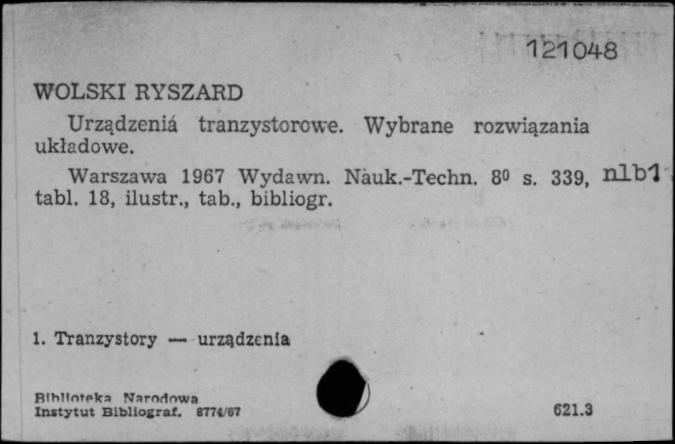 121048
WOLSKI RYSZARD
Urządzeniá tranzystorowe. Wybrane rozwiązania
układowe.
Warszawa 1967 Wydawn. Nauk.-Techn. 8⁰ s. 339, nlb1
tabl. 18, ilustr., tab., bibliogr.
1. Tranzystory — urządzenia
Biblioteka Narodowa
Instytut Bibliograf. 8774/67
621.3